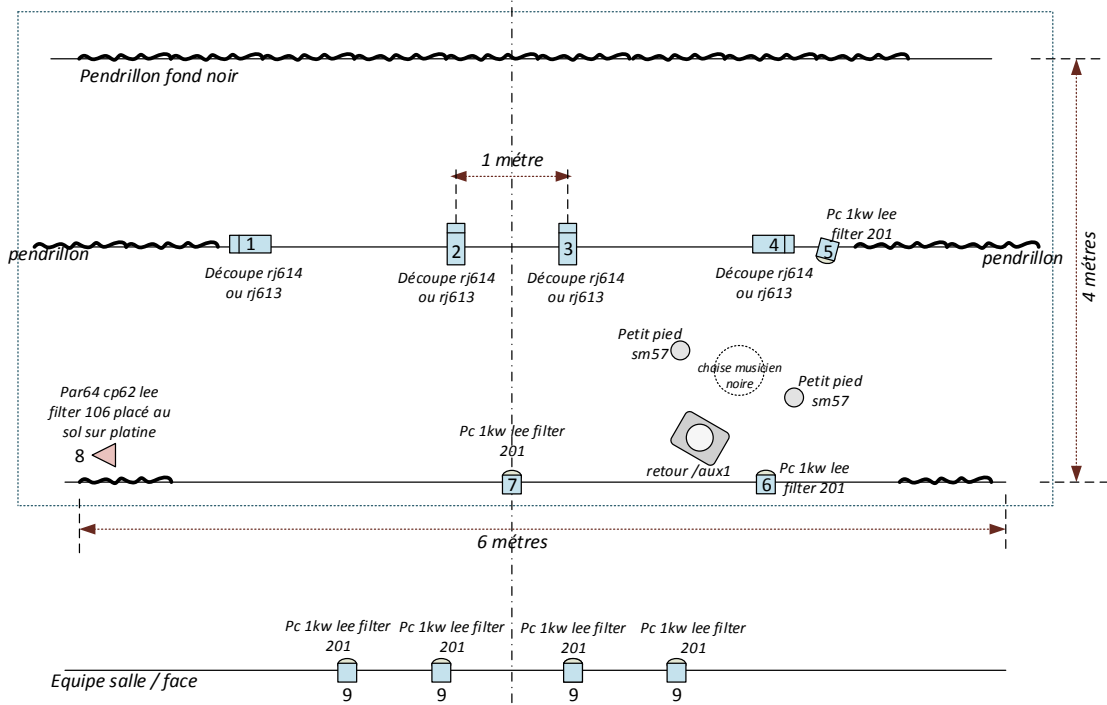 Pendrillon fond noir
1 métre
Pc 1kw lee
filter 201
1
2
3
4
5
pendrillon
pendrillon
Découpe rj614
ou rj613
Découpe rj614
ou rj613
Découpe rj614
ou rj613
Découpe rj614
ou rj613
4 métres
Petit pied
sm57
chaise musicien
noire
Petit pied
sm57
Par64 cp62 lee
filter 106 placé au
sol sur platine
8
Pc 1kw lee filter
201
7
retour /aux1
6
Pc 1kw lee
filter 201
6 métres
Pc 1kw lee filter
201
Pc 1kw lee filter
201
Pc 1kw lee filter
201
Pc 1kw lee filter
201
Equipe salle / face
9
9
9
9